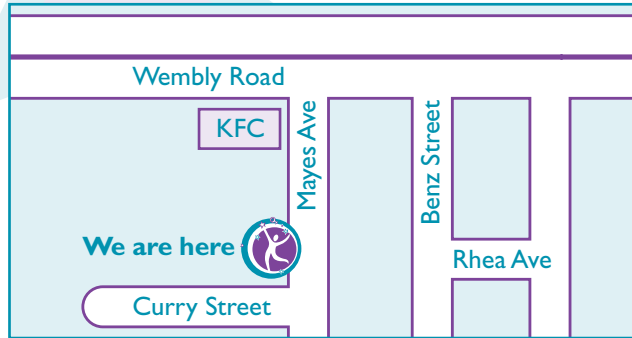 Wembly Road
KFC
Mayes Ave
Benz Street
We are here
Rhea Ave
Curry Street